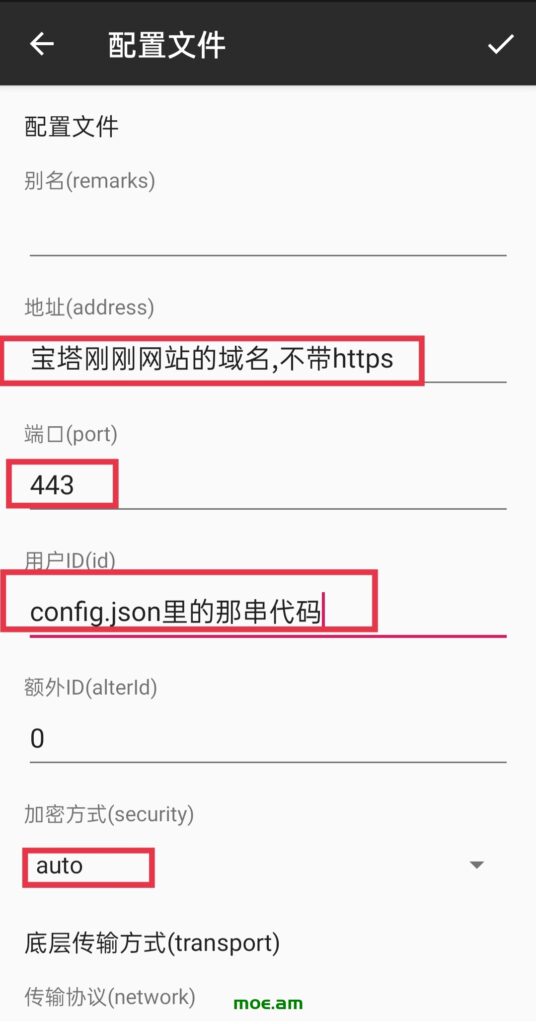 配置文件
配置文件
别名(remarks)
地址(address)
宝塔刚刚网站的域名,不带https
端口(port)
443
用户ID(id)
config.json里的那串代码
额外ID(alterId)
0
加密方式(security)
auto
底层传输方式(transport)
传输协议(network)
moe.am